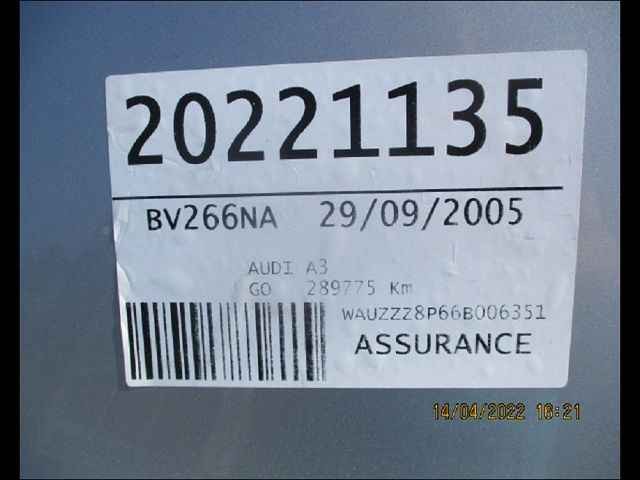 20221135
BV266NA 29/09/2005
AUDI A3
GO 289775 Km
WAUZZZ8P66B006351
ASSURANCE
14/04/2022 16:21